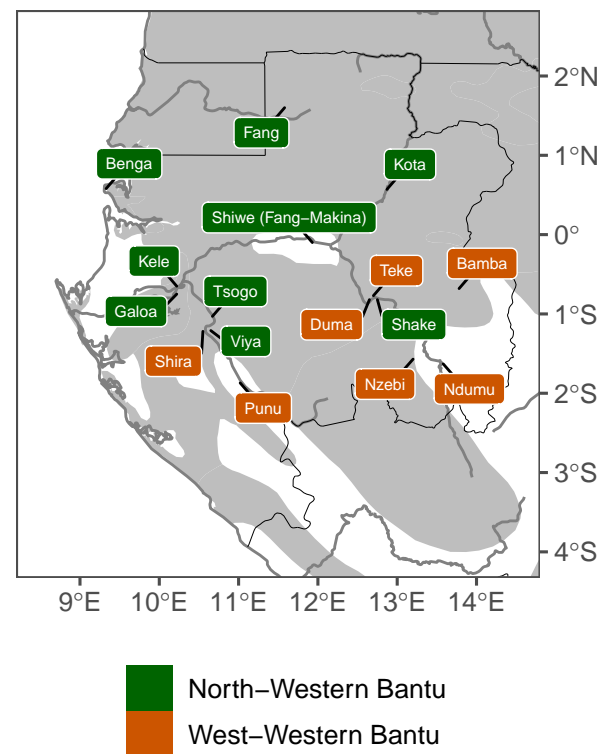 2°N
Fang
1°N
Benga
Kota
Shiwe (Fang−Makina)
0°
Kele
Teke
Bamba
Tsogo
Galoa
1°S
Duma
Shake
Viya
Shira
Nzebi
Ndumu
2°S
Punu
3°S
4°S
9°E 10°E 11°E 12°E 13°E 14°E
North−Western Bantu
West−Western Bantu